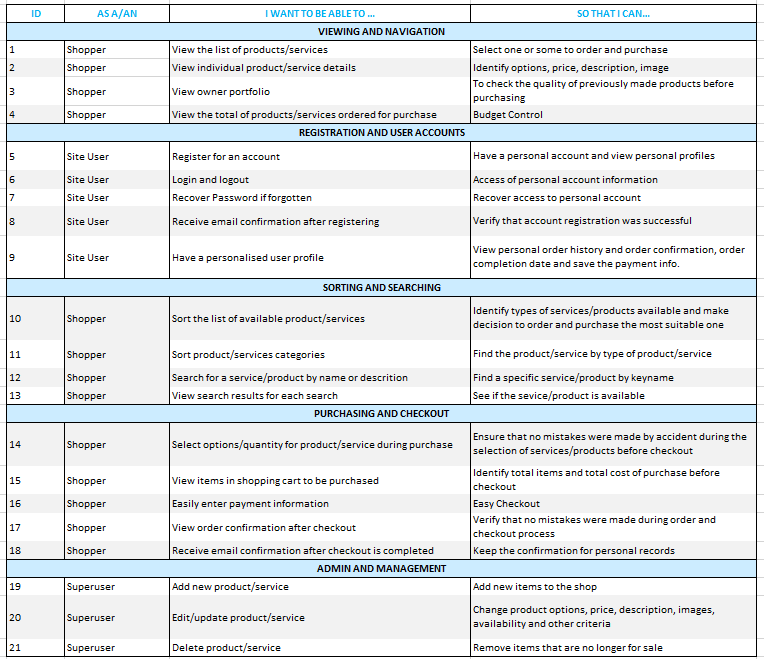 ID AS A/AN I WANT TO BE ABLE TO ... SO THAT I CAN...
VIEWING AND NAVIGATION
1 Shopper View the list of products/services Select one or some to order and purchase
2 Shopper View individual product/service details Identify options, price, description, image
3 Shopper View owner portfolio To check the quality of previously made products before
purchasing
4 Shopper View the total of products/services ordered for purchase Budget Control
REGISTRATION AND USER ACCOUNTS
5 Site User Register for an account Have a personal account and view personal profiles
6 Site User Login and logout Access of personal account information
7 Site User Recover Password if forgotten Recover access to personal account
8 Site User Receive email confirmation after registering Verify that account registration was successful
9 Site User Have a personalised user profile View personal order history and order confirmation, order
completion date and save the payment info.
SORTING AND SEARCHING
10 Shopper Sort the list of available product/services Identify types of services/products available and make
decision to order and purchase the most suitable one
11 Shopper Sort product/services categories Find the product/service by type of product/service
12 Shopper Search for a service/product by name or descrition Find a specific service/product by keyname
13 Shopper View search results for each search See if the sevice/product is available
PURCHASING AND CHECKOUT
14 Shopper Select options/quantity for product/service during purchase Ensure that no mistakes were made by accident during the
selection of services/products before checkout
15 Shopper View items in shopping cart to be purchased Identify total items and total cost of purchase before
checkout
16 Shopper Easily enter payment information Easy Checkout
17 Shopper View order confirmation after checkout Verify that no mistakes were made during order and
checkout process
18 Shopper Receive email confirmation after checkout is completed Keep the confirmation for personal records
ADMIN AND MANAGEMENT
19 Superuser Add new product/service Add new items to the shop
20 Superuser Edit/update product/service Change product options, price, description, images,
availability and other criteria
21 Superuser Delete product/service Remove items that are no longer for sale